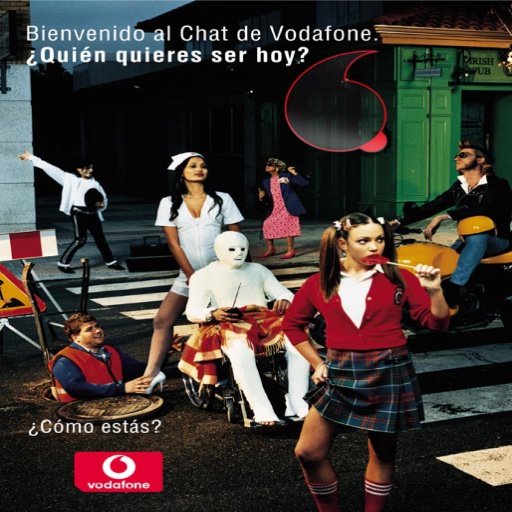 Bienvenido al Chat de Vodafone.
¿Quién quieres ser hoy?
IRISH
PUB
¿Cómo estás?
vodafone